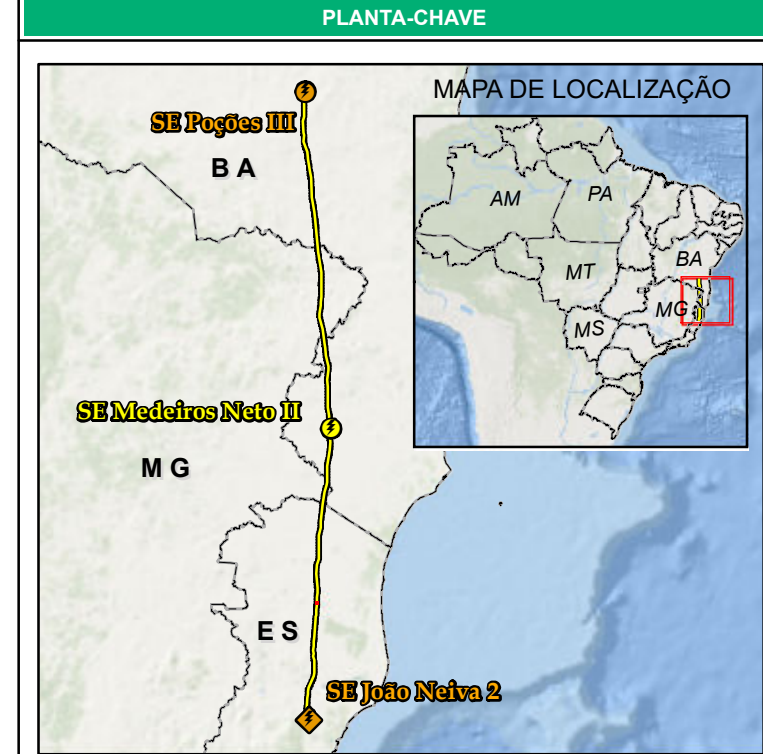 PLANTA-CHAVE
MAPA DE LOCALIZAÇÃO
SE Poções III
B A
AM
PA
BA
MT
MG
MS
SE Medeiros Neto II
M G
E S
SE João Neiva 2